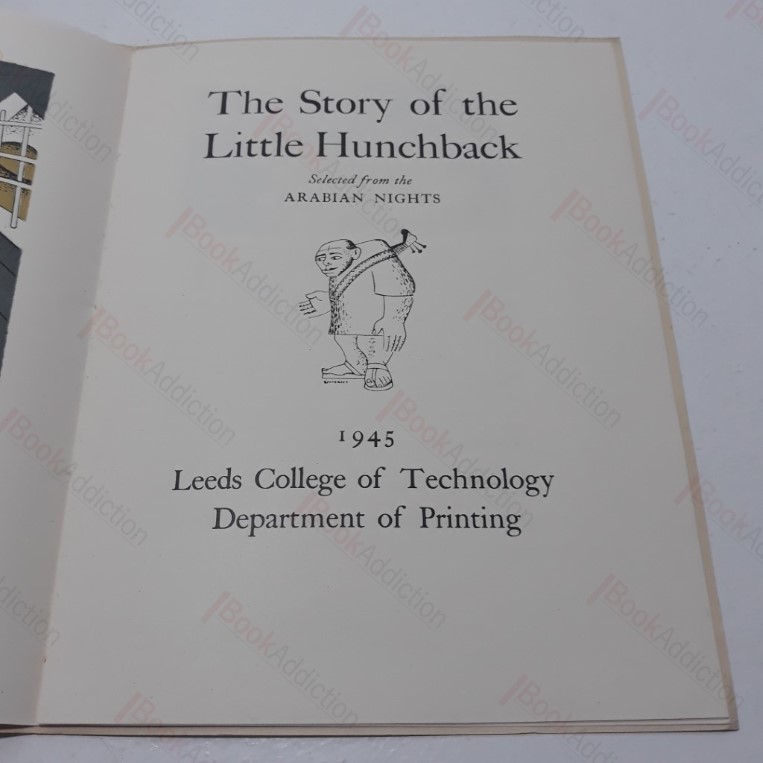 The Story of the
Little Hunchback
Selected from the
ARABIAN NIGHTS
1945
Leeds College of Technology
Department of Printing
BookAddiction